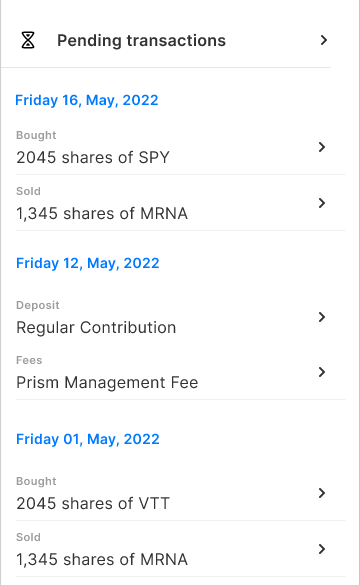 Pending transactions
Friday 16, May, 2022
Bought
2045 shares of SPY
Sold
1,345 shares of MRNA
Friday 12, May, 2022
Deposit
Regular Contribution
Fees
Prism Management Fee
Friday 01, May, 2022
Bought
2045 shares of VTT
Sold
1,345 shares of MRNA